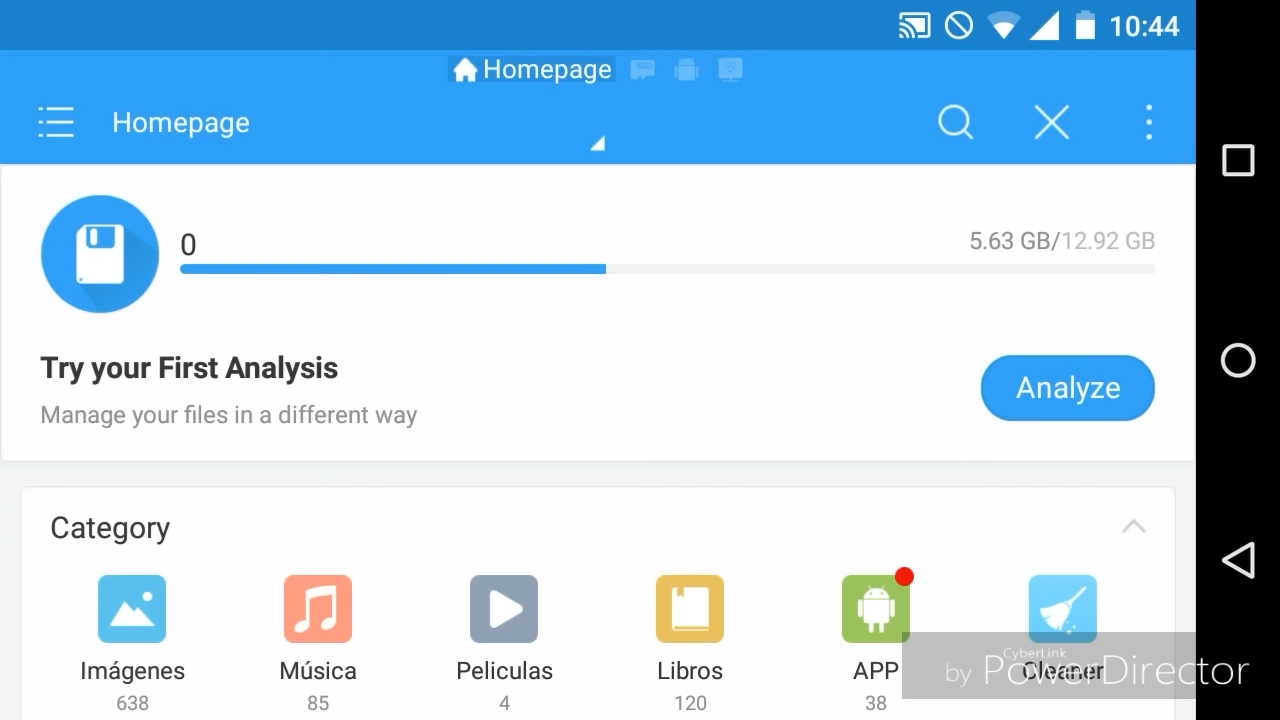 10:44
Homepage
Homepage
0
5.63 GB/12.92 GB
Try your First Analysis
Manage your files in a different way
Analyze
Category
Imágenes
Música
Peliculas
Libros
APP
Cleaner
638
85
4
120
38
CyberLink
by PowerDirector